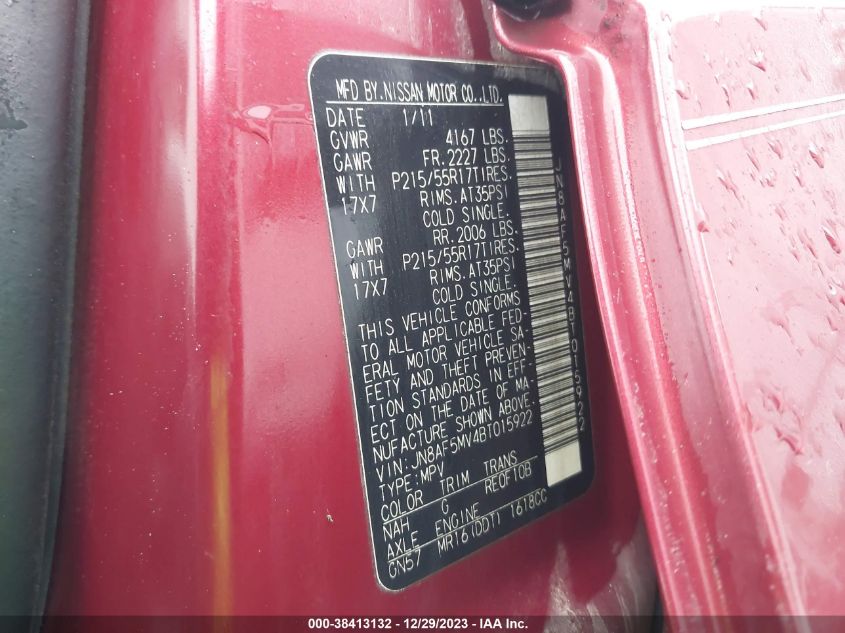 MFD BY.NISSAN MOTOR CO.,LTD.
DATE 1/11
GVWR 4167 LBS.
GAWR FR. 2227 LBS.
WITH P215/55R17TIRES.
17X7 RIMS. AT35PSI
COLD SINGLE.
GAWR RR. 2006 LBS.
WITH P215/55R17TIRES.
17X7 RIMS. AT35PSI
COLD SINGLE.
THIS VEHICLE CONFORMS
TO ALL APPLICABLE FED-
ERAL MOTOR VEHICLE SA-
FETY AND THEFT PREVEN-
TION STANDARDS IN EFF-
ECT ON THE DATE OF MA-
NUFACTURE SHOWN ABOVE.
VIN: JN8AF5MV4BT015922
TYPE: MPV
COLOR TRIM TRANS
NAH G RE0F10B
AXLE ENGINE
GN57 MR16(DDT) 1618CC
JN8AF5MV4BT015922
000-38413132 - 12/29/2023 - IAA Inc.